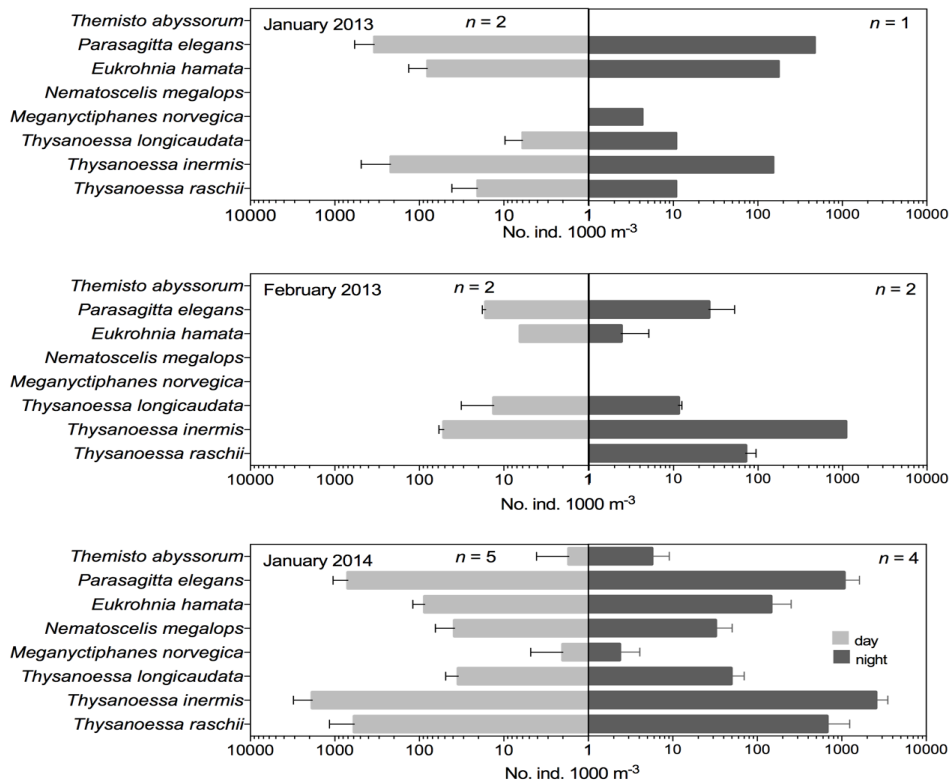 January 2013 n = 2 n = 1
Themisto abyssorum
Parasagitta elegans
Eukrohnia hamata
Nematoscelis megalops
Meganyctiphanes norvegica
Thysanoessa longicaudata
Thysanoessa inermis
Thysanoessa raschii
10000 1000 100 10 1 10 100 1000 10000
No. ind. 1000 m⁻³
February 2013 n = 2 n = 2
Themisto abyssorum
Parasagitta elegans
Eukrohnia hamata
Nematoscelis megalops
Meganyctiphanes norvegica
Thysanoessa longicaudata
Thysanoessa inermis
Thysanoessa raschii
10000 1000 100 10 1 10 100 1000 10000
No. ind. 1000 m⁻³
January 2014 n = 5 n = 4
Themisto abyssorum
Parasagitta elegans
Eukrohnia hamata
Nematoscelis megalops
Meganyctiphanes norvegica
Thysanoessa longicaudata
Thysanoessa inermis
Thysanoessa raschii
day
night
10000 1000 100 10 1 10 100 1000 10000
No. ind. 1000 m⁻³